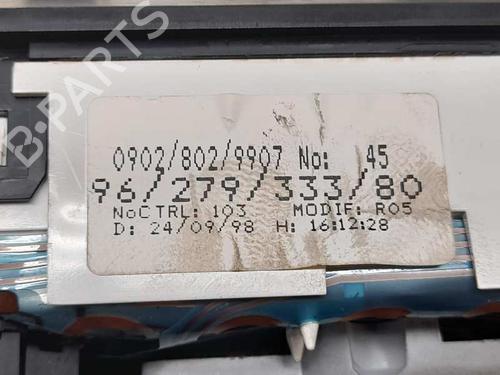 B-PARTS
0902/802/9907 No: 45
96/279/333/80
NoCTRL: 103 MODIF: R05
D: 24/09/98 H: 16:12:28